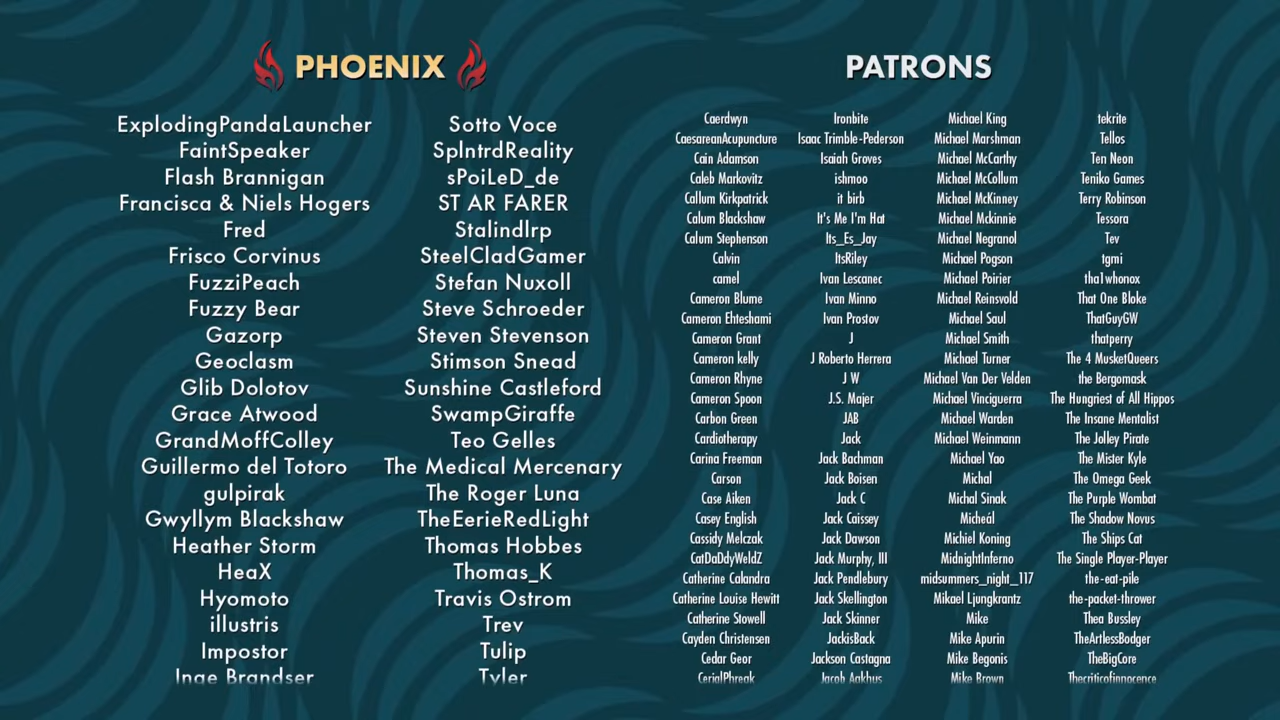 PHOENIX
ExplodingPandaLauncher
FaintSpeaker
Flash Brannigan
Francisca & Niels Hogers
Fred
Frisco Corvinus
FuzziPeach
Fuzzy Bear
Gazorp
Geoclasm
Glib Dolotov
Grace Atwood
GrandMoffColley
Guillermo del Totoro
gulpirak
Gwyllym Blackshaw
Heather Storm
HeaX
Hyomoto
illustris
Impostor
Inge Brandser
Sotto Voce
SplntrdReality
sPoiLeD_de
ST AR FARER
Stalindlrp
SteelCladGamer
Stefan Nuxoll
Steve Schroeder
Steven Stevenson
Stimson Snead
Sunshine Castleford
SwampGiraffe
Teo Gelles
The Medical Mercenary
The Roger Luna
TheEerieRedLight
Thomas Hobbes
Thomas_K
Travis Ostrom
Trev
Tulip
Tyler
PATRONS
Caerdwyn
CaesareanAcupuncture
Cain Adamson
Caleb Markovitz
Callum Kirkpatrick
Calum Blackshaw
Calum Stephenson
Calvin
camel
Cameron Blume
Cameron Ehteshami
Cameron Grant
Cameron kelly
Cameron Rhyne
Cameron Spoon
Carbon Green
Cardiotherapy
Carina Freeman
Carson
Case Aiken
Casey English
Cassidy Melczak
CatDaDdyWeldZ
Catherine Calandra
Catherine Louise Hewitt
Catherine Stowell
Cayden Christensen
Cedar Geor
CerialPhreak
Ironbite
Isaac Trimble-Pederson
Isaiah Groves
ishmoo
it birb
It's Me I'm Hat
Its_Es_Jay
ItsRiley
Ivan Lescanec
Ivan Minno
Ivan Prostov
J
J Roberto Herrera
J W
J.S. Majer
JAB
Jack
Jack Bachman
Jack Boisen
Jack C
Jack Caissey
Jack Dawson
Jack Murphy, III
Jack Pendlebury
Jack Skellington
Jack Skinner
JackisBack
Jackson Castagna
Jacob Aakhus
Michael King
Michael Marshman
Michael McCarthy
Michael McCollum
Michael McKinney
Michael Mckinnie
Michael Negranol
Michael Pogson
Michael Poirier
Michael Reinsvold
Michael Saul
Michael Smith
Michael Turner
Michael Van Der Velden
Michael Vinciguerra
Michael Warden
Michael Weinmann
Michael Yao
Michal
Michal Sinak
Micheál
Michiel Koning
MidnightInferno
midsummers_night_117
Mikael Ljungkrantz
Mike
Mike Apurin
Mike Begonis
Mike Brown
tekrite
Tellos
Ten Neon
Teniko Games
Terry Robinson
Tessora
Tev
tgmi
tha1whonox
That One Bloke
ThatGuyGW
thatperry
The 4 MusketQueers
the Bergomask
The Hungriest of All Hippos
The Insane Mentalist
The Jolley Pirate
The Mister Kyle
The Omega Geek
The Purple Wombat
The Shadow Novus
The Ships Cat
The Single Player-Player
the-eat-pile
the-packet-thrower
Thea Bussley
TheArtlessBodger
TheBigCore
Thecriticofinnocence